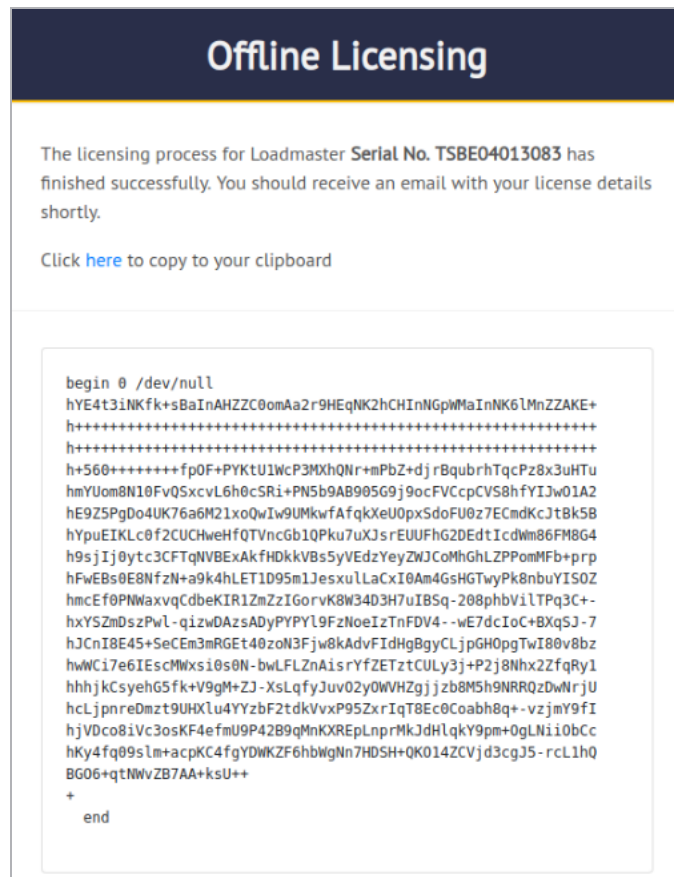 Offline Licensing
The licensing process for Loadmaster Serial No. TSBE04013083 has
finished successfully. You should receive an email with your license details
shortly.
Click here to copy to your clipboard
begin 0 /dev/null
hYE4t3iNKfk+sBaInAHZZC0omAa2r9HEqNK2hCHInNGpWMaInNK6lMnZZAKE+
h++++++++++++++++++++++++++++++++++++++++++++++++++++++++++++
h++++++++++++++++++++++++++++++++++++++++++++++++++++++++++++
h+560++++++++fpOF+PYKtU1WcP3MXhQNr+mPbZ+djrBqubrhTqcPz8x3uHTu
hmYUom8N10FvQSxcvL6h0cSRi+PN5b9AB905G9j9ocFVCcpCVS8hfYIJwO1A2
hE9Z5PgDo4UK76a6M21xoQwIw9UMkwfAfqkXeUOpxSdoFU0z7ECmdKcJtBk5B
hYpuEIKLc0f2CUCHweHfQTVncGb1QPku7uXJsrEUUFhG2DEdtIcdWm86FM8G4
h9sjIj0ytc3CFTqNVBExAkfHDkkVBs5yVEdzYeyZWJCoMhGhLZPPomMFb+prp
hFwEBs0E8NfzN+a9k4hLET1D95m1JesxulLaCxI0Am4GsHGTwyPk8nbuYISOZ
hmcEf0PNWaxvqCdbeKIR1ZmZzIGorvK8W34D3H7uIBSq-208phbVilTPq3C+-
hxYSZmDszPwl-qizwDAzsADyPYPYl9FzNoeIzTnFDV4--wE7dcIoC+BXqSJ-7
hJCnI8E45+SeCEm3mRGEt40zoN3Fjw8kAdvFIdHgBgyCLjpGHOpgTwI80v8bz
hwWCi7e6IEscMWxsi0s0N-bwLFLZnAisrYfZETztCULy3j+P2j8Nhx2ZfqRy1
hhhjkCsyehG5fk+V9gM+ZJ-XsLqfyJuvO2yOWVHZgjjzb8M5h9NRRQzDwNrjU
hcLjpnreDmzt9UHXlu4YYzbF2tdkVvxP95ZxrIqT8Ec0Coabh8q+-vzjmY9fI
hjVDco8iVc3osKF4efmU9P42B9qMnKXREpLnprMkJdHlqkY9pm+OgLNiiObCc
hKy4fq09slm+acpKC4fgYDWKZF6hbWgNn7HDSH+QKO14ZCVjd3cgJ5-rcL1hQ
BGO6+qtNWvZB7AA+ksU++
+
end